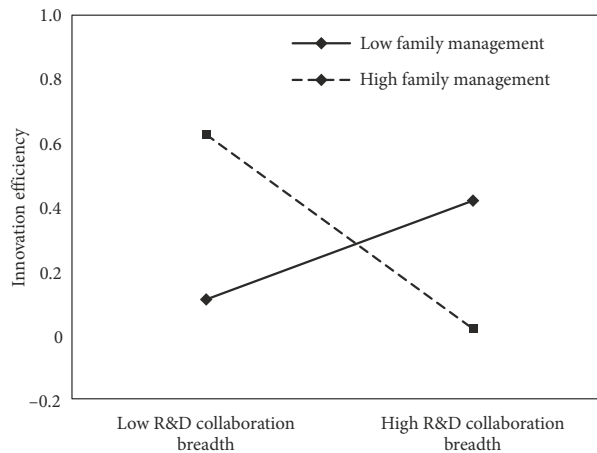 1.0
Low family management
0.8
High family management
0.6
0.4
0.2
0
–0.2
Innovation efficiency
Low R&D collaboration
breadth
High R&D collaboration
breadth